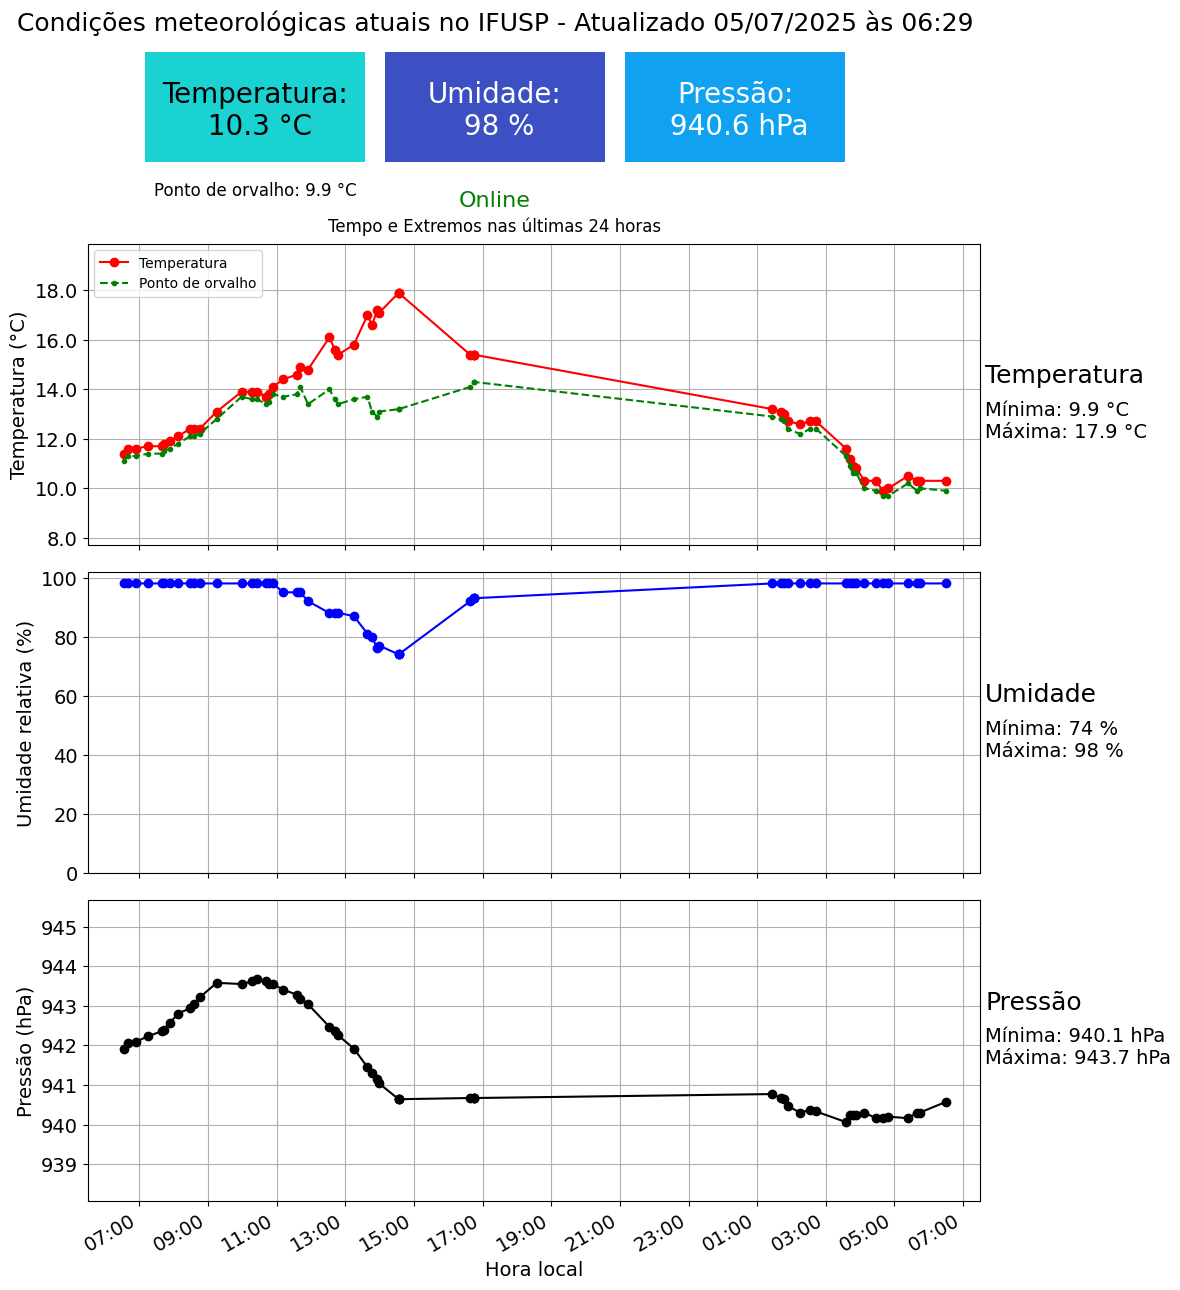 Condições meteorológicas atuais no IFUSP - Atualizado 05/07/2025 às 06:29
Temperatura:
10.3 °C
Umidade:
98 %
Pressão:
940.6 hPa
Ponto de orvalho: 9.9 °C
Online
Tempo e Extremos nas últimas 24 horas
Temperatura
Ponto de orvalho
Temperatura (°C)
18.0
16.0
14.0
12.0
10.0
8.0
Temperatura
Mínima: 9.9 °C
Máxima: 17.9 °C
Umidade relativa (%)
100
80
60
40
20
0
Umidade
Mínima: 74 %
Máxima: 98 %
Pressão (hPa)
945
944
943
942
941
940
939
Pressão
Mínima: 940.1 hPa
Máxima: 943.7 hPa
07:00
09:00
11:00
13:00
15:00
17:00
19:00
21:00
23:00
01:00
03:00
05:00
07:00
Hora local